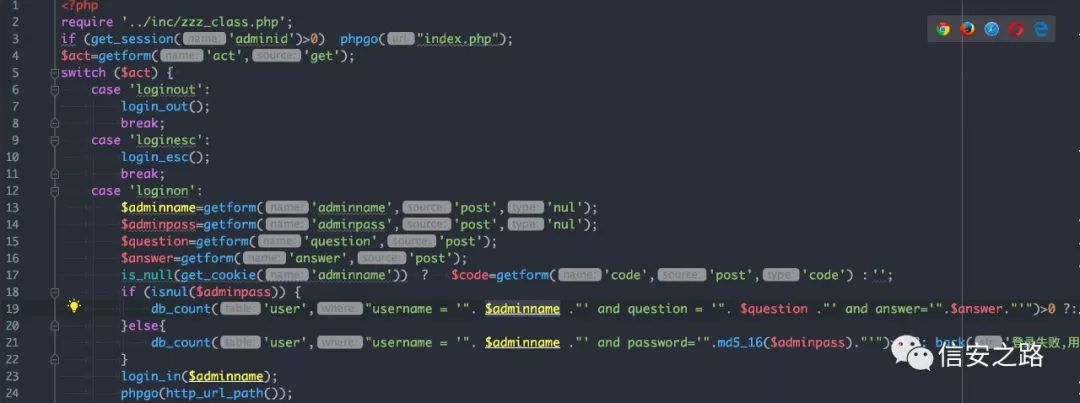 1 <?php
2 require '../inc/zzz_class.php';
3 if (get_session( name: 'adminid')>0) phpgo( url: "index.php");
4 $act=getform( name: 'act', source: 'get');
5 switch ($act) {
6 case 'loginout':
7 login_out();
8 break;
9 case 'loginesc':
10 login_esc();
11 break;
12 case 'loginon':
13 $adminname=getform( name: 'adminname', source: 'post', type: 'nul');
14 $adminpass=getform( name: 'adminpass', source: 'post', type: 'nul');
15 $question=getform( name: 'question', source: 'post');
16 $answer=getform( name: 'answer', source: 'post');
17 is_null(get_cookie( name: 'adminname')) ? $code=getform( name: 'code', source: 'post', type: 'code') :'';
18 if (isnul($adminpass)) {
19 db_count( table: 'user', where: "username = '". $adminname ."' and question = '". $question ."' and answer='".$answer."'")>0 ?:
20 }else{
21 db_count( table: 'user', where: "username = '". $adminname ."' and password='".md5_16($adminpass)."'") back( '登录失败,用
22 }
23 login_in($adminname);
24 phpgo(http_url_path());
信安之路